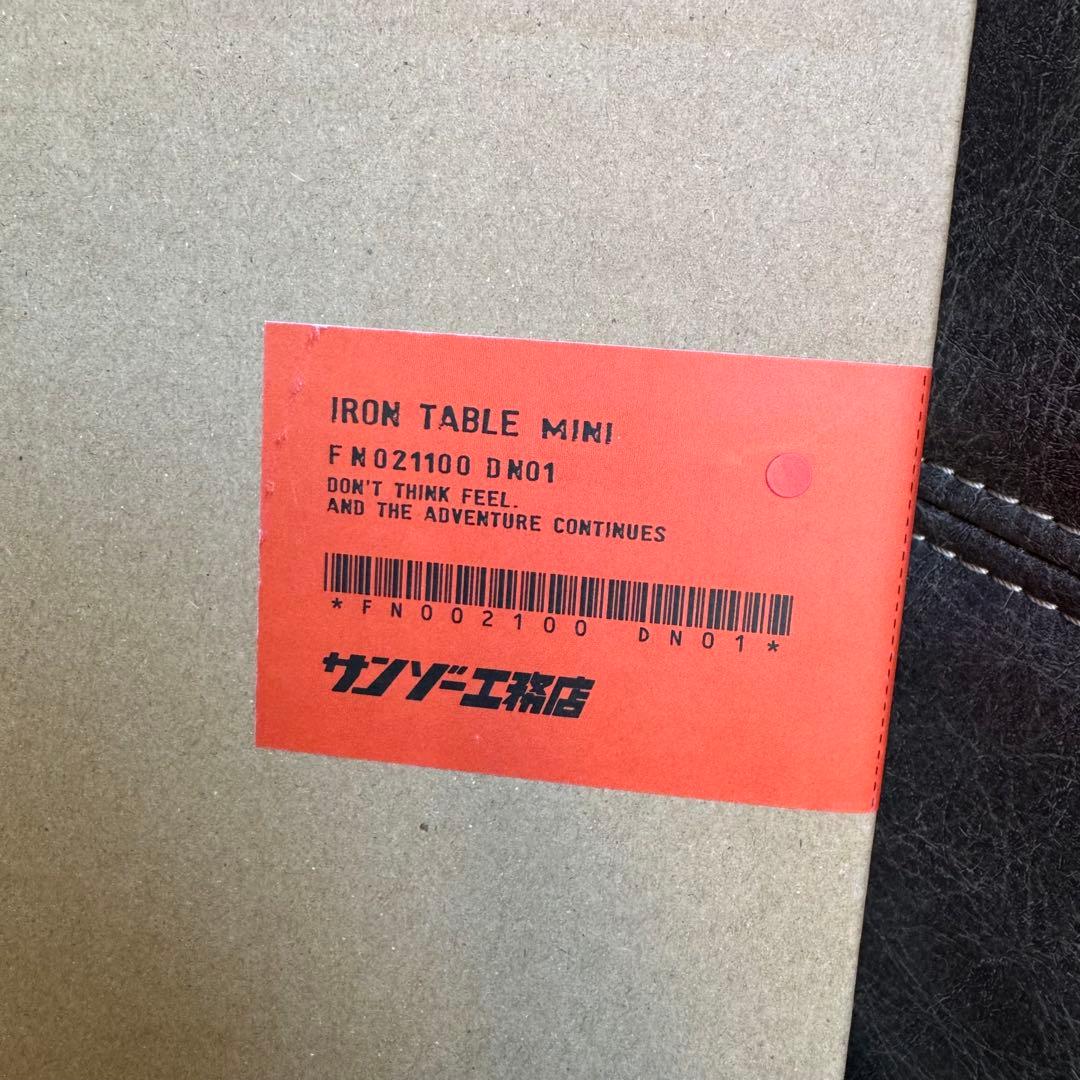 IRON TABLE MINI
FN021100 DN01
DON'T THINK FEEL.
AND THE ADVENTURE CONTINUES
*FN002100 DN01*
サンゾー工務店